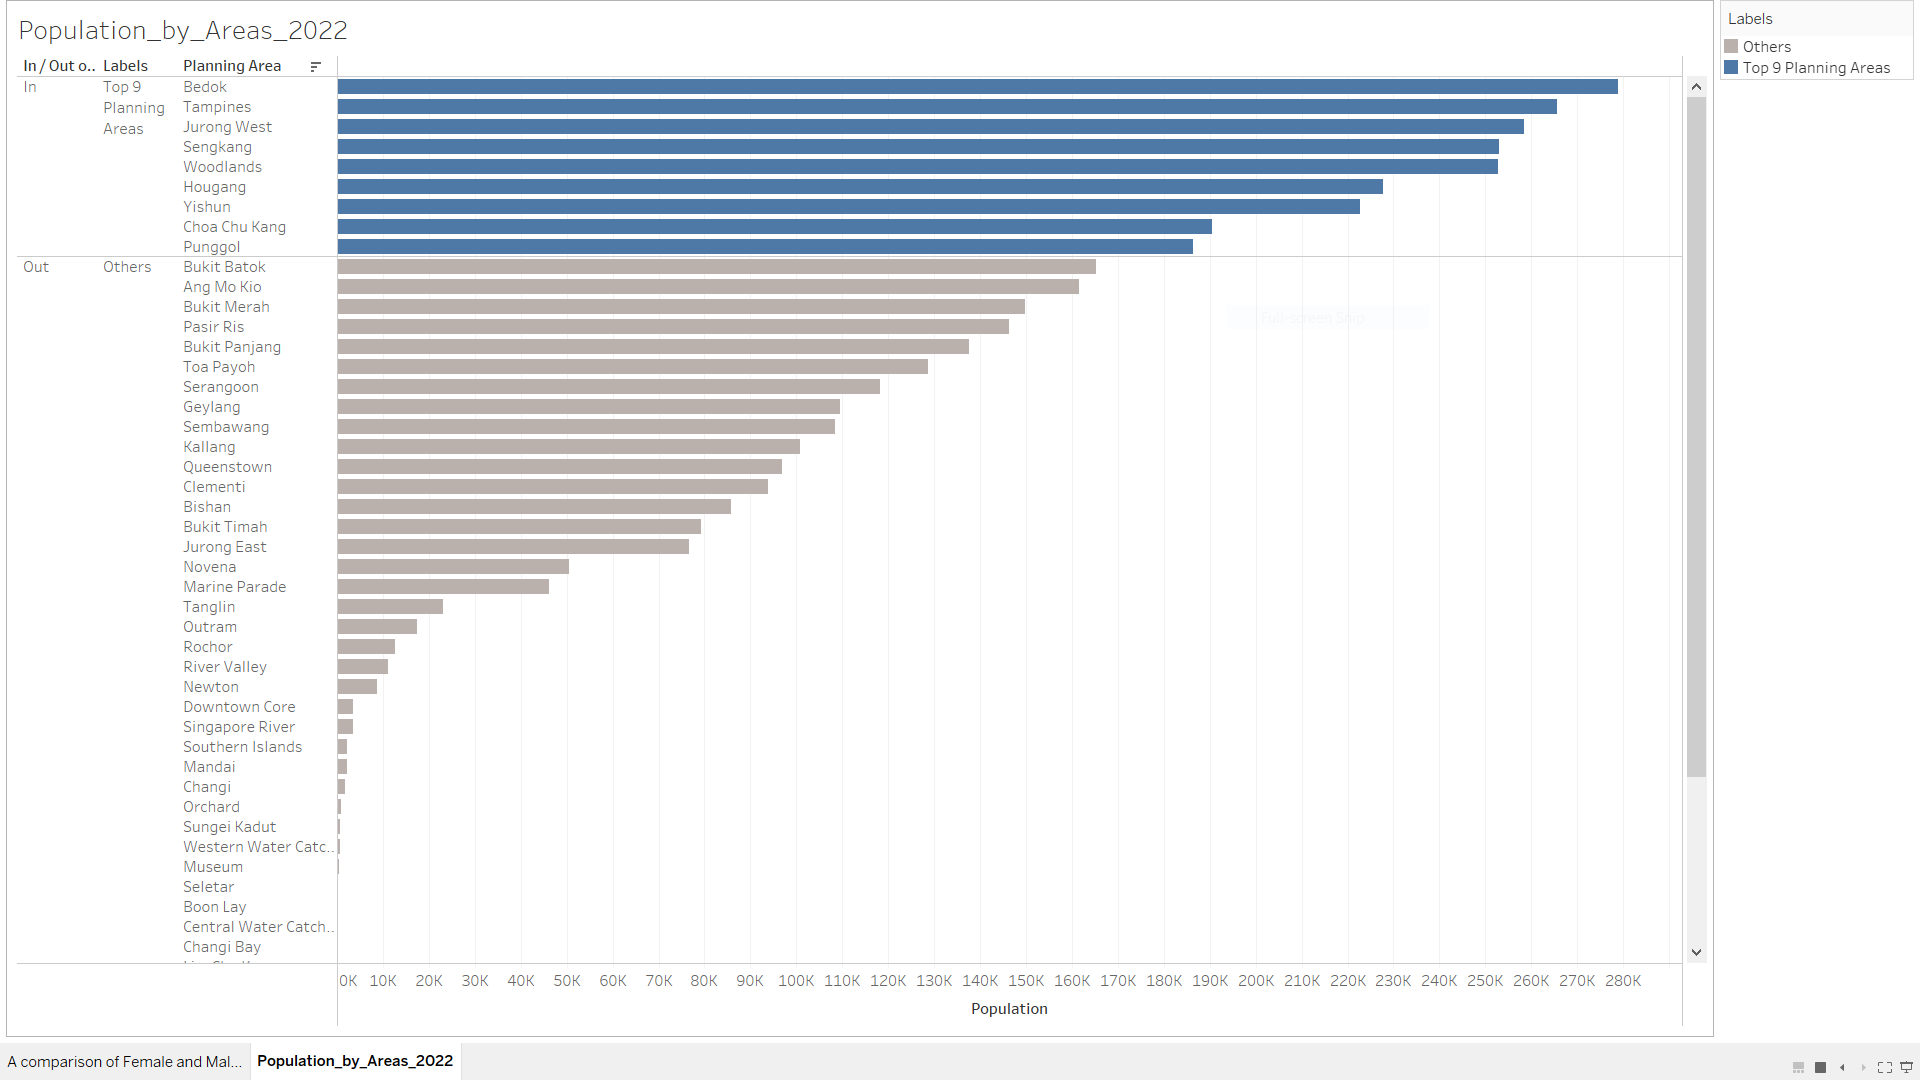 Population_by_Areas_2022
In / Out o.. Labels Planning Area
In Top 9 Planning Areas Bedok
Tampines
Jurong West
Sengkang
Woodlands
Hougang
Yishun
Choa Chu Kang
Punggol
Out Others Bukit Batok
Ang Mo Kio
Bukit Merah
Pasir Ris
Bukit Panjang
Toa Payoh
Serangoon
Geylang
Sembawang
Kallang
Queenstown
Clementi
Bishan
Bukit Timah
Jurong East
Novena
Marine Parade
Tanglin
Outram
Rochor
River Valley
Newton
Downtown Core
Singapore River
Southern Islands
Mandai
Changi
Orchard
Sungei Kadut
Western Water Catc..
Museum
Seletar
Boon Lay
Central Water Catch..
Changi Bay
0K 10K 20K 30K 40K 50K 60K 70K 80K 90K 100K 110K 120K 130K 140K 150K 160K 170K 180K 190K 200K 210K 220K 230K 240K 250K 260K 270K 280K
Population
Labels
Others
Top 9 Planning Areas
Full-screen Snip
A comparison of Female and Mal...
Population_by_Areas_2022